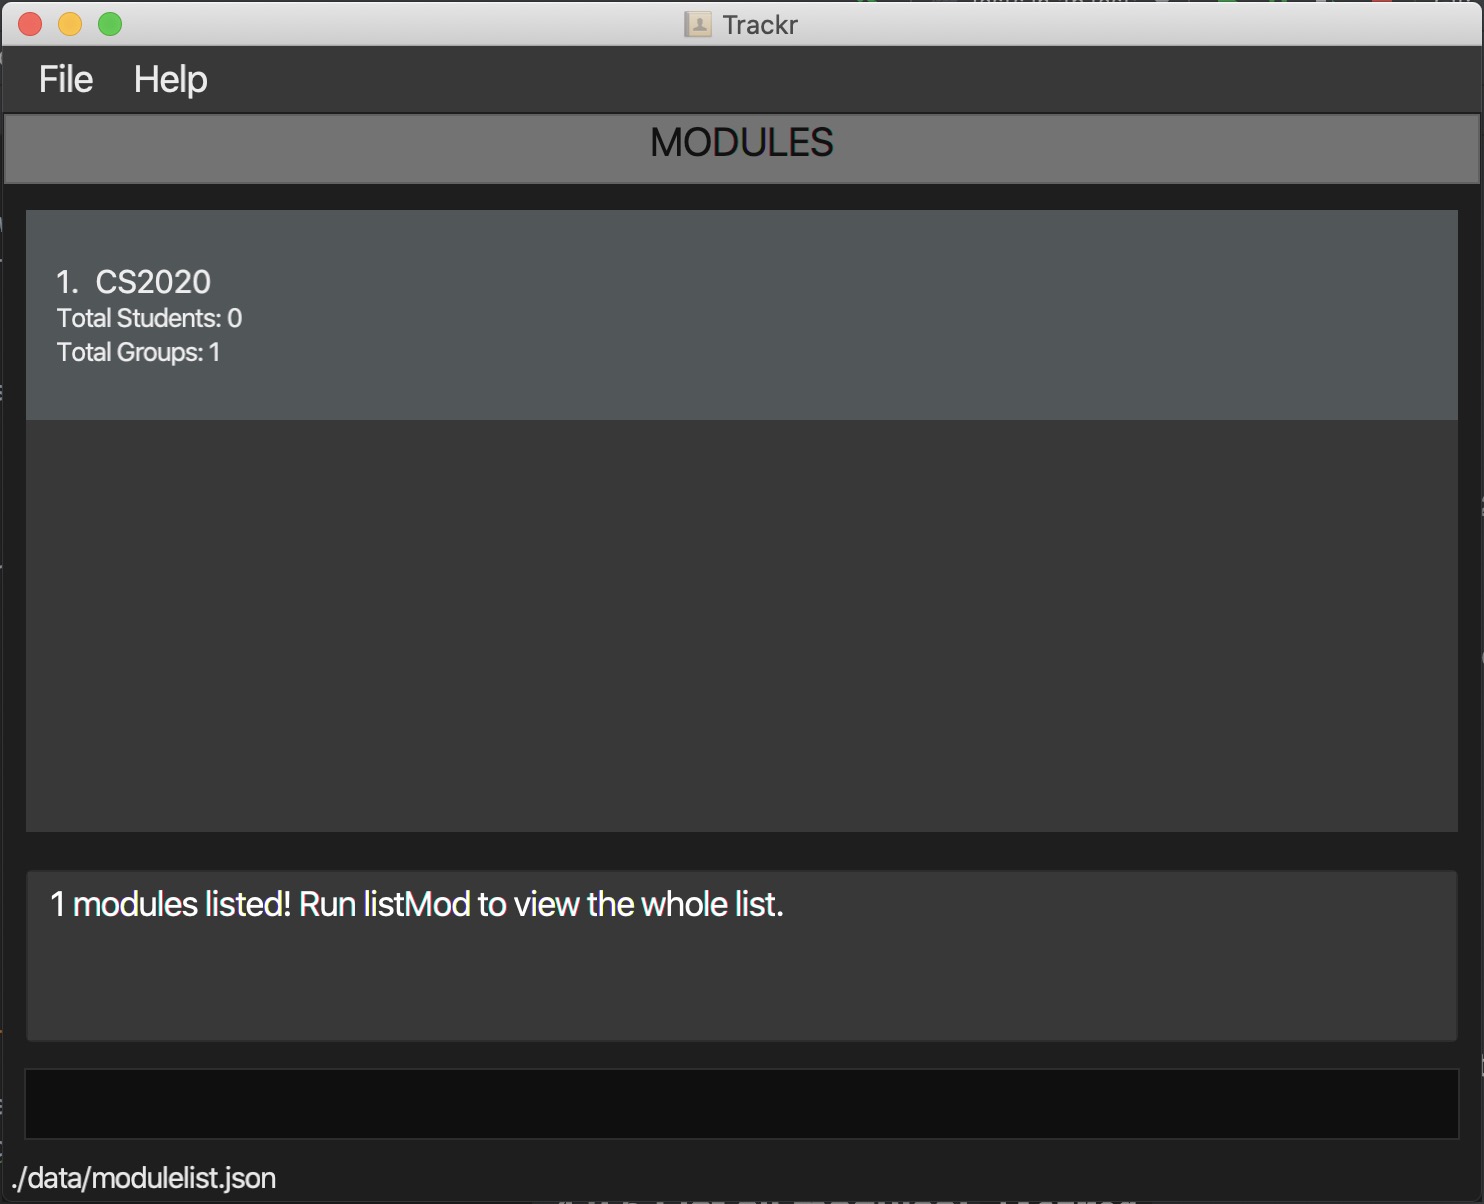 Trackr
File Help
MODULES
1. CS2020
Total Students: 0
Total Groups: 1
1 modules listed! Run listMod to view the whole list.
./data/modulelist.json